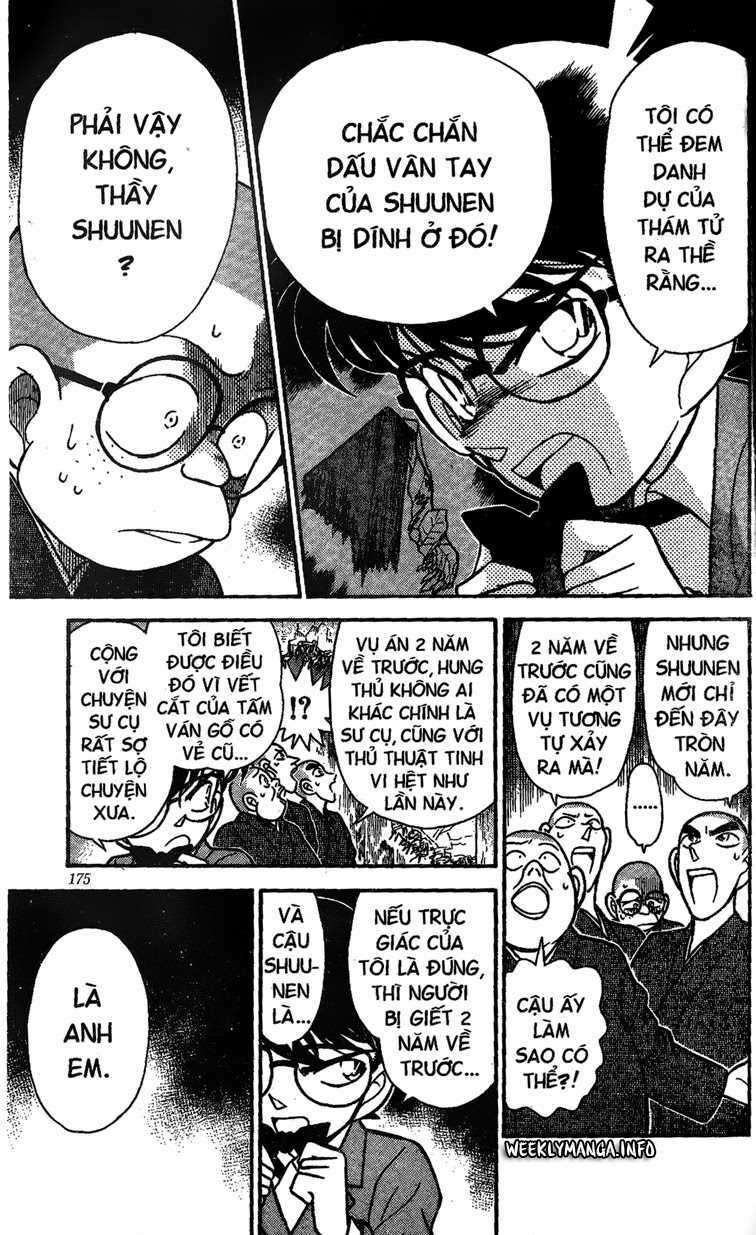 TÔI CÓ
THỂ ĐEM
DANH
DỰ CỦA
THÁM TỬ
RA THỀ
RẰNG...
CHẮC CHẮN
DẤU VÂN TAY
CỦA SHUUNEN
BỊ DÍNH Ở ĐÓ!
PHẢI VẬY
KHÔNG,
THẦY
SHUUNEN
?
NHƯNG
SHUUNEN
MỚI CHỈ
ĐẾN ĐÂY
TRÒN
NĂM.
2 NĂM VỀ
TRƯỚC CŨNG
ĐÃ CÓ MỘT
VỤ TƯƠNG
TỰ XẢY
RA MÀ!
......
CẬU ẤY
LÀM
SAO CÓ
THỂ?!
VỤ ÁN 2 NĂM
VỀ TRƯỚC, HUNG
THỦ KHÔNG AI
KHÁC CHÍNH LÀ
SƯ CỤ, CŨNG VỚI
THỦ THUẬT TINH
VI HỆT NHƯ
LẦN NÀY.
!?
TÔI BIẾT
ĐƯỢC ĐIỀU
ĐÓ VÌ VẾT
CẮT CỦA TẤM
VÁN GỖ CÓ
VẺ CŨ...
CỘNG
VỚI
CHUYỆN
SƯ CỤ
RẤT SỢ
TIẾT LỘ
CHUYỆN
XƯA.
175
NẾU TRỰC
GIÁC CỦA
TÔI LÀ ĐÚNG,
THÌ NGƯỜI
BỊ GIẾT 2
NĂM VỀ
TRƯỚC...
VÀ
CẬU
SHUU-
NEN
LÀ...
LÀ
ANH
EM.
WEEKLYMANGA.INFO